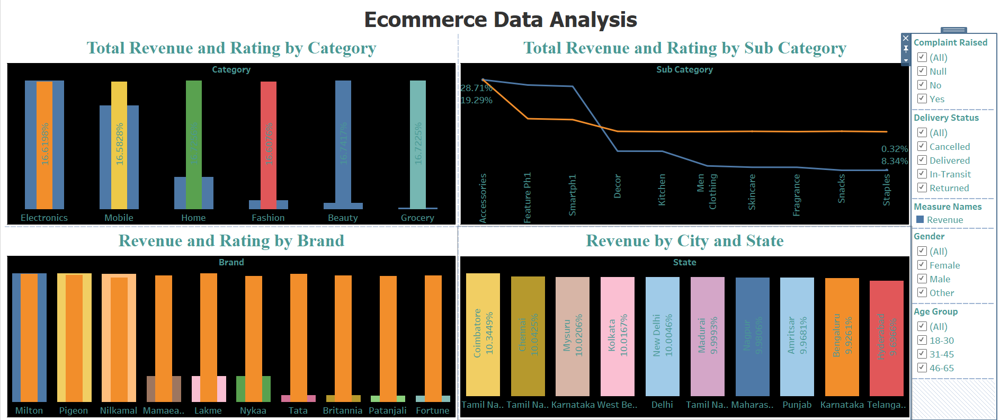 Ecommerce Data Analysis
Total Revenue and Rating by Category
Category
16.6198%
16.5828%
16.6076%
16.7417%
16.7225%
Electronics Mobile Home Fashion Beauty Grocery
Total Revenue and Rating by Sub Category
Sub Category
28.71%
19.29%
0.32%
8.34%
Accessories
Feature Ph1
Smartph1
Decor
Kitchen
Men
Clothing
Skincare
Fragrance
Snacks
Staples
Revenue and Rating by Brand
Brand
Milton Pigeon Nilkamal Mamaea.. Lakme Nykaa Tata Britannia Patanjali Fortune
Revenue by City and State
State
Coimbatore
10.3449%
Chennai
10.0425%
Mysuru
10.0206%
Kolkata
10.0167%
New Delhi
10.0046%
Madurai
9.9993%
Nagpur
9.9806%
Amritsar
9.9681%
Bengaluru
9.9261%
Hyderabad
Tamil Na.. Tamil Na.. Karnataka West Be.. Delhi Tamil Na.. Maharas.. Punjab Karnataka Telanga..
Complaint Raised
(All)
Null
No
Yes
Delivery Status
(All)
Cancelled
Delivered
In-Transit
Returned
Measure Names
Revenue
Gender
(All)
Female
Male
Other
Age Group
(All)
18-30
31-45
46-65